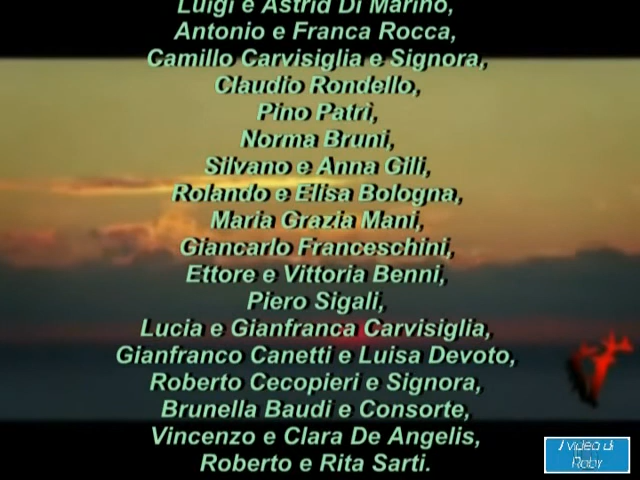 Luigi e Astrid Di Marino,
Antonio e Franca Rocca,
Camillo Carvisiglia e Signora,
Claudio Rondello,
Pino Patri,
Norma Bruni,
Silvano e Anna Gili,
Rolando e Elisa Bologna,
Maria Grazia Mani,
Giancarlo Franceschini,
Ettore e Vittoria Benni,
Piero Sigali,
Lucia e Gianfranca Carvisiglia,
Gianfranco Canetti e Luisa Devoto,
Roberto Cecopieri e Signora,
Brunella Baudi e Consorte,
Vincenzo e Clara De Angelis,
Roberto e Rita Sarti.
I video di
Roby